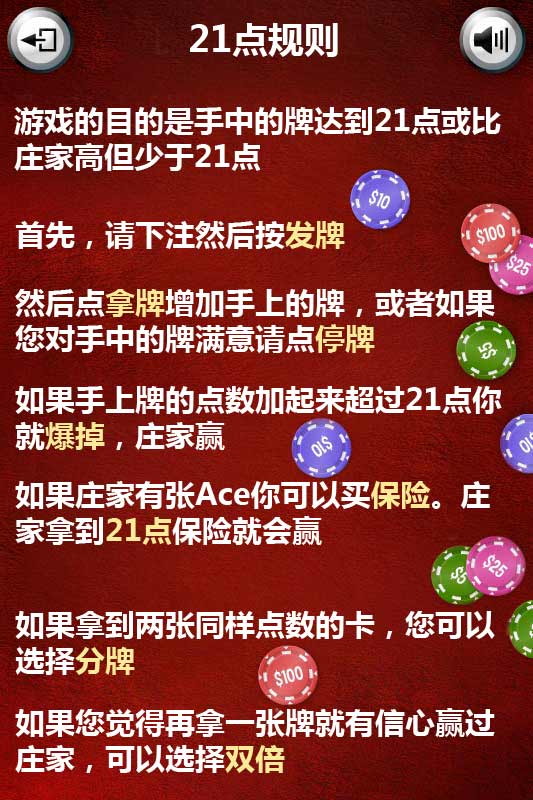 21点规则
游戏的目的是手中的牌达到21点或比
庄家高但少于21点
$10
首先，请下注然后按发牌
$100
$25
然后点拿牌增加手上的牌，或者如果
您对手中的牌满意请点停牌
$5
如果手上牌的点数加起来超过21点你
就爆掉，庄家赢
$10
$10
如果庄家有张Ace你可以买保险。庄
家拿到21点保险就会赢
$5
$25
如果拿到两张同样点数的卡，您可以
选择分牌
$100
如果您觉得再拿一张牌就有信心赢过
庄家，可以选择双倍